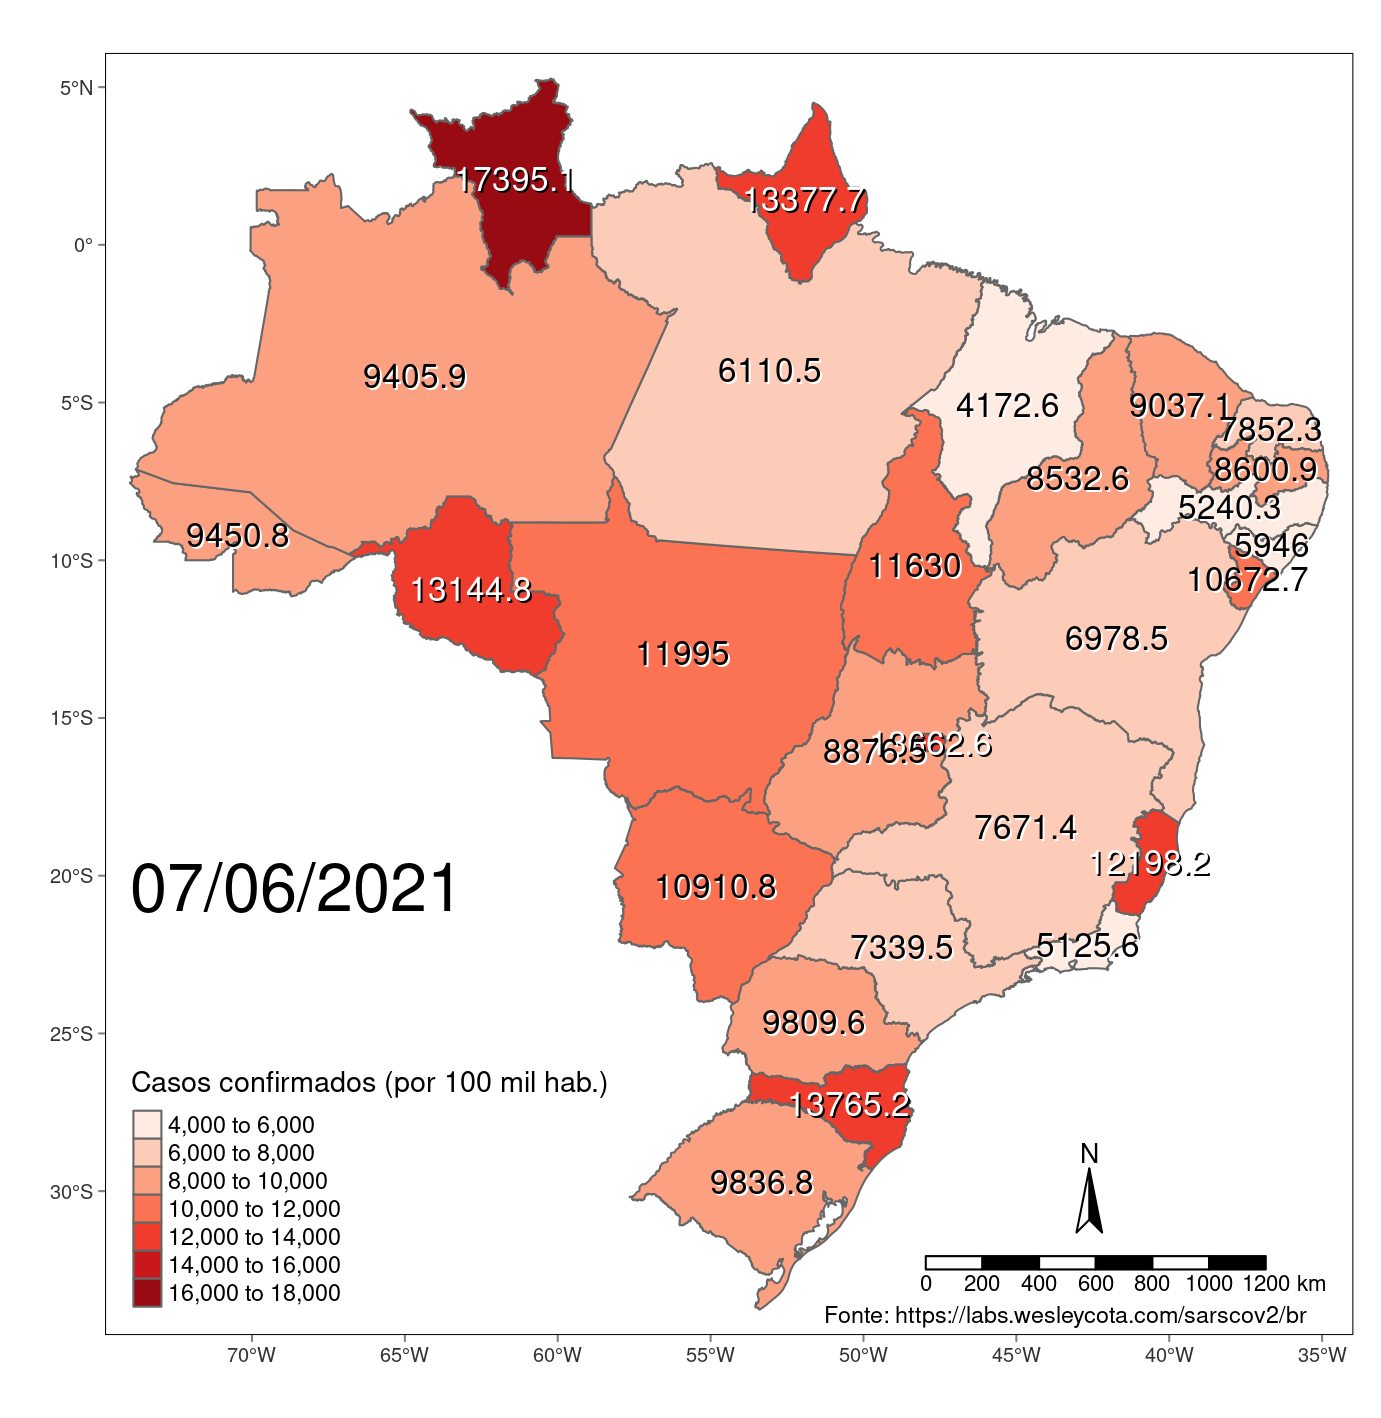 5°N
0°
5°S
10°S
15°S
20°S
25°S
30°S
17395.1
13377.7
9405.9
6110.5
4172.6
9037.1
7852.3
8600.9
8532.6
5240.3
5946
10672.7
9450.8
13144.8
11630
11995
6978.5
8876.5
7671.4
12198.2
10910.8
7339.5
5125.6
9809.6
13765.2
9836.8
07/06/2021
Casos confirmados (por 100 mil hab.)
4,000 to 6,000
6,000 to 8,000
8,000 to 10,000
10,000 to 12,000
12,000 to 14,000
14,000 to 16,000
16,000 to 18,000
N
0 200 400 600 800 1000 1200 km
Fonte: https://labs.wesleycota.com/sarscov2/br
70°W 65°W 60°W 55°W 50°W 45°W 40°W 35°W